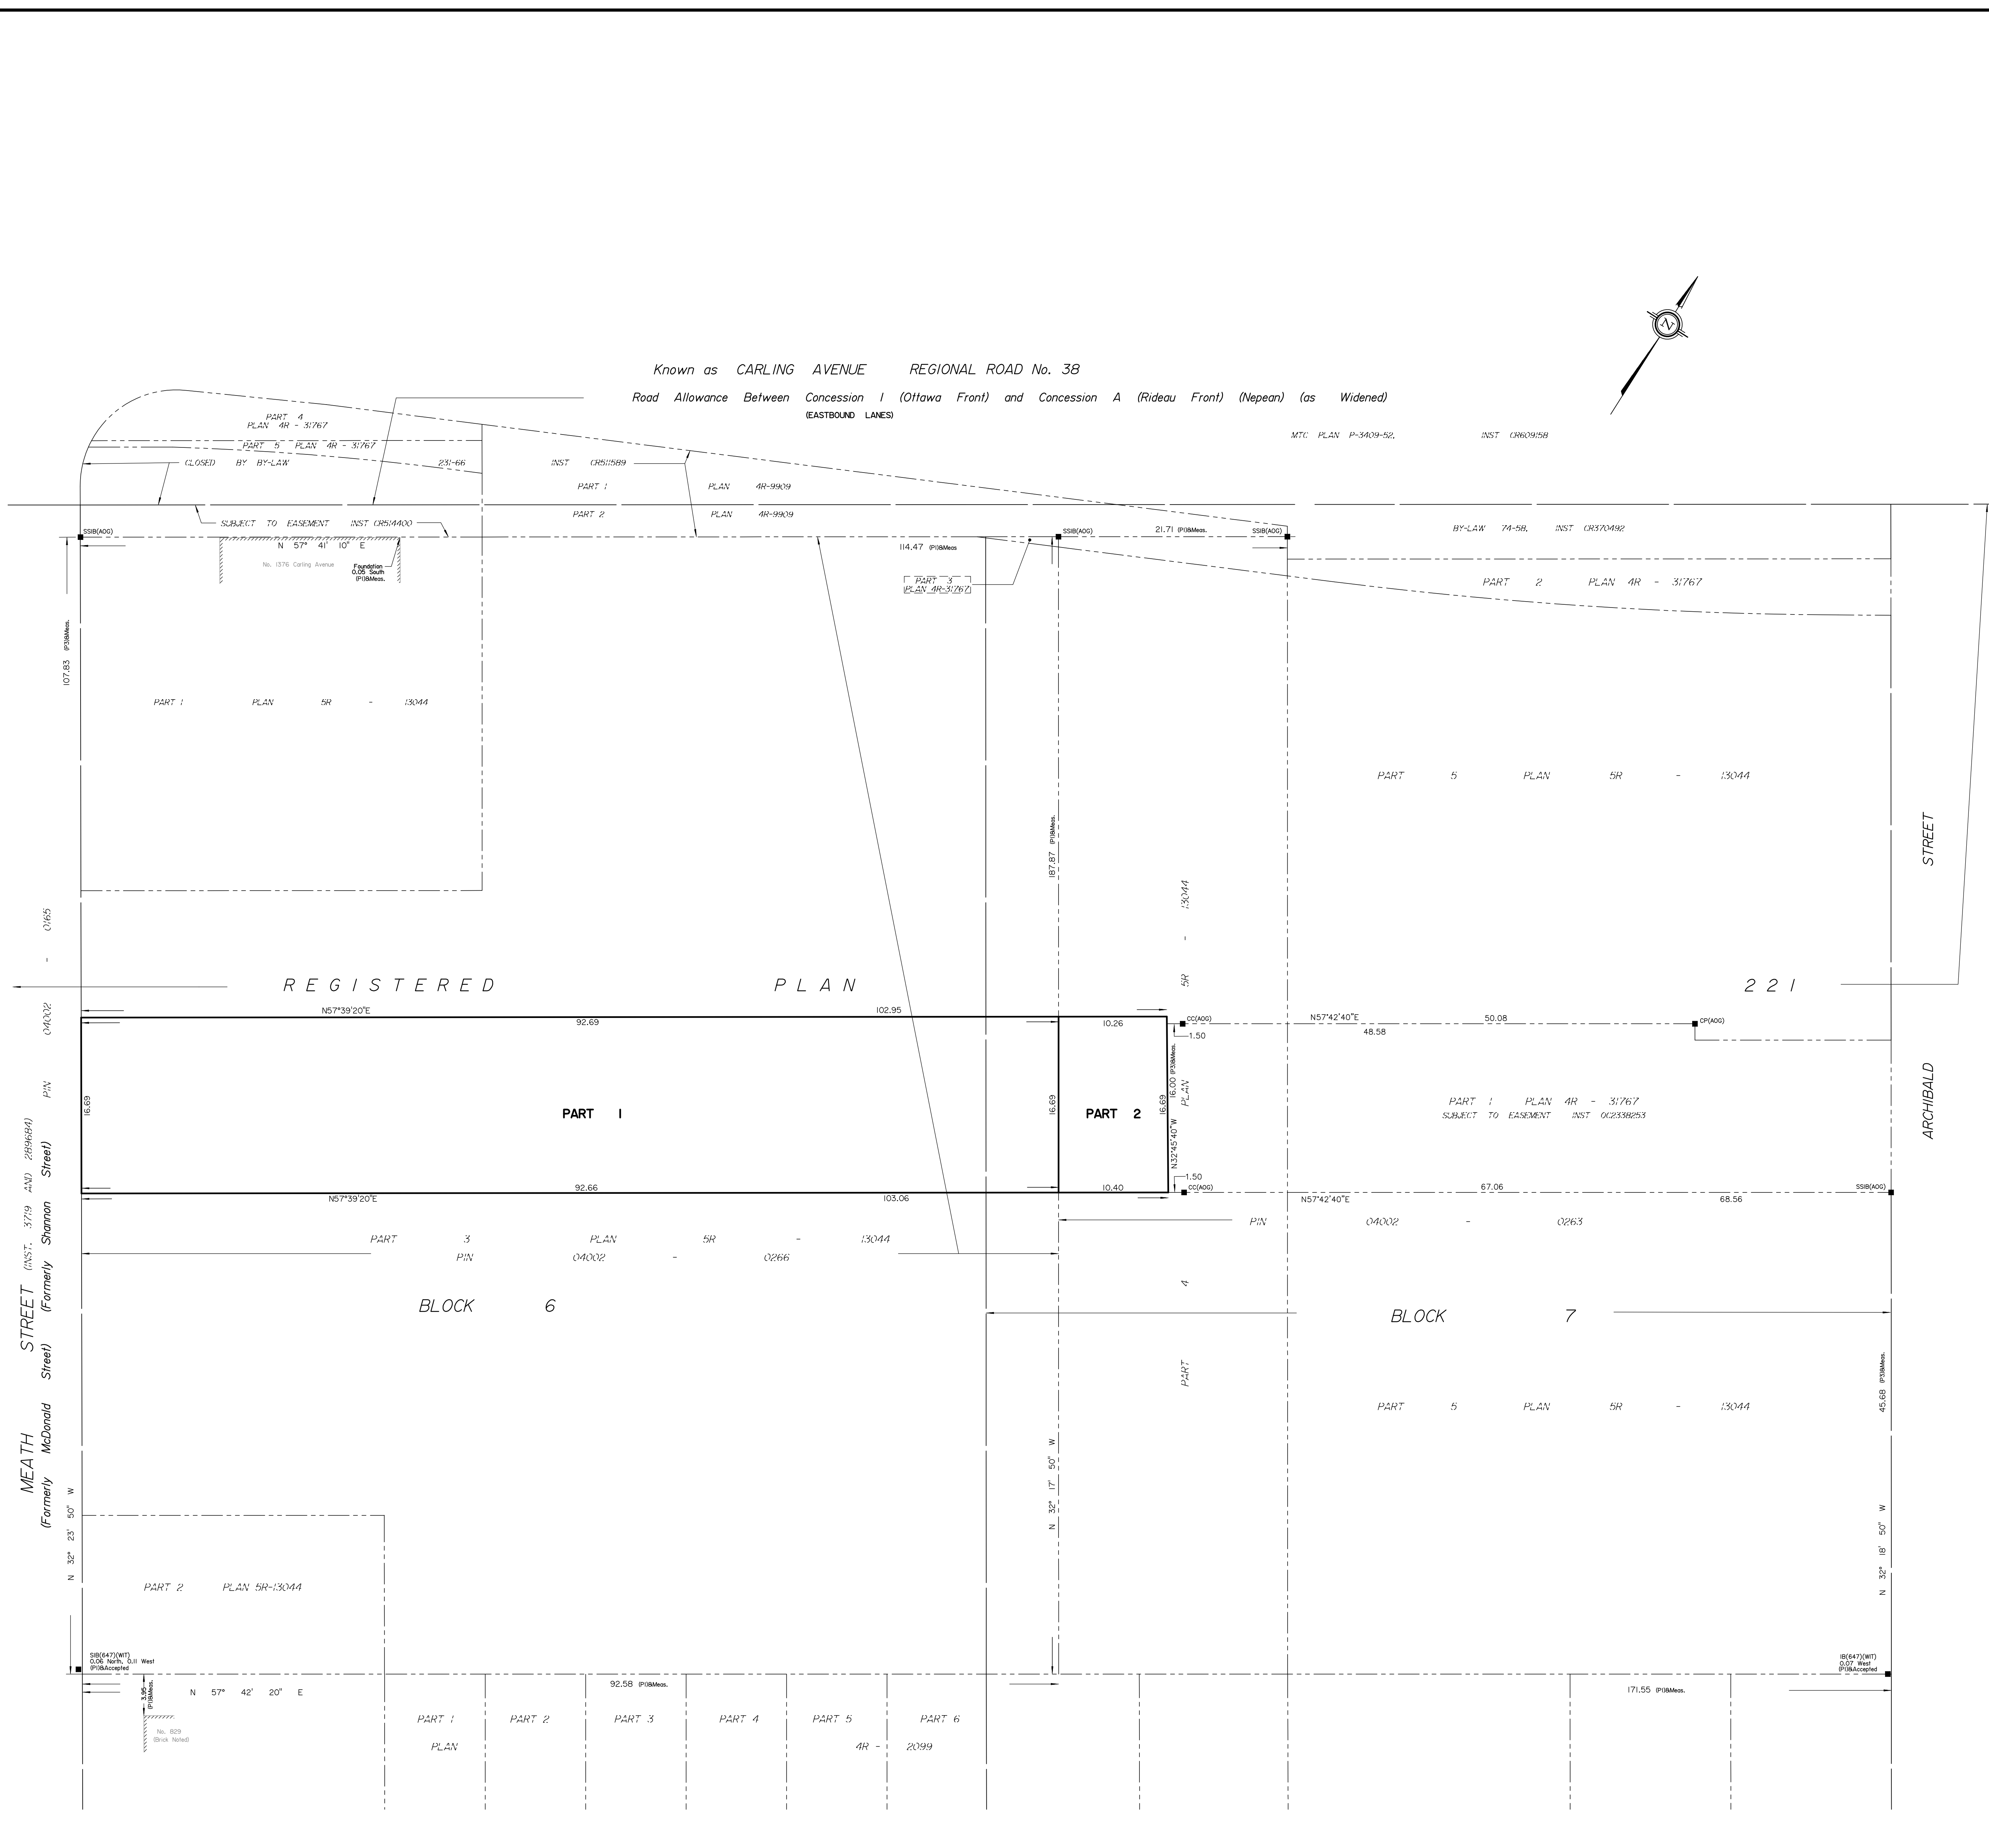 N
Known as CARLING AVENUE REGIONAL ROAD No. 38
Road Allowance Between Concession 1 (Ottawa Front) and Concession A (Rideau Front) (Nepean) (as Widened)
(EASTBOUND LANES)
PART 4
PLAN 4R - 31767
PART 5 PLAN 4R - 31767
MTC PLAN P-3409-52, INST CR609158
CLOSED BY BY-LAW 231-66 INST CR511589
PART 1 PLAN 4R-9909
PART 2 PLAN 4R-9909
SUBJECT TO EASEMENT INST CR514400
BY-LAW 74-58, INST CR370492
SSIB(AOG)
SSIB(AOG)
21.71 (P1)&Meas.
SSIB(AOG)
N 57° 41' 10" E
114.47 (P1)&Meas
No. 1376 Carling Avenue
Foundation
0.05 South
(P1)&Meas.
PART 3
PLAN 4R-31767
PART 2 PLAN 4R - 31767
107.83 (P3)&Meas.
PART 1 PLAN 5R - 13044
PART 5 PLAN 5R - 13044
187.87 (P1)&Meas.
PART 4 PLAN 5R - 13044
ARCHIBALD STREET
PIN 04002 - 0165
REGISTERED PLAN 221
N57°39'20"E
102.95
92.69
10.26
CC(AOG)
1.50
N57°42'40"E
50.08
48.58
CP(AOG)
16.69
PART 1
16.69
PART 2
16.69
N32°45'40"W
16.00 (P3)&Meas.
PART 1 PLAN 4R - 31767
SUBJECT TO EASEMENT INST OC2338253
92.66
10.40
1.50
CC(AOG)
67.06
SSIB(AOG)
N57°39'20"E
103.06
N57°42'40"E
68.56
PIN 04002 - 0263
PART 3 PLAN 5R - 13044
PIN 04002 - 0266
BLOCK 6
BLOCK 7
MEATH STREET (INST. 3719 AND 289684)
(Formerly McDonald Street) (Formerly Shannon Street)
45.68 (P3)&Meas.
PART 5 PLAN 5R - 13044
N 32° 23' 50" W
N 32° 17' 50" W
N 32° 18' 50" W
PART 2 PLAN 5R-13044
SIB(647)(WIT)
0.06 North, 0.11 West
(P1)&Accepted
IB(647)(WIT)
0.07 West
(P1)&Accepted
3.95
(P1)&Meas.
N 57° 42' 20" E
92.58 (P1)&Meas.
171.55 (P1)&Meas.
No. 829
(Brick Noted)
PART 1 PART 2 PART 3 PART 4 PART 5 PART 6
PLAN 4R - 2099